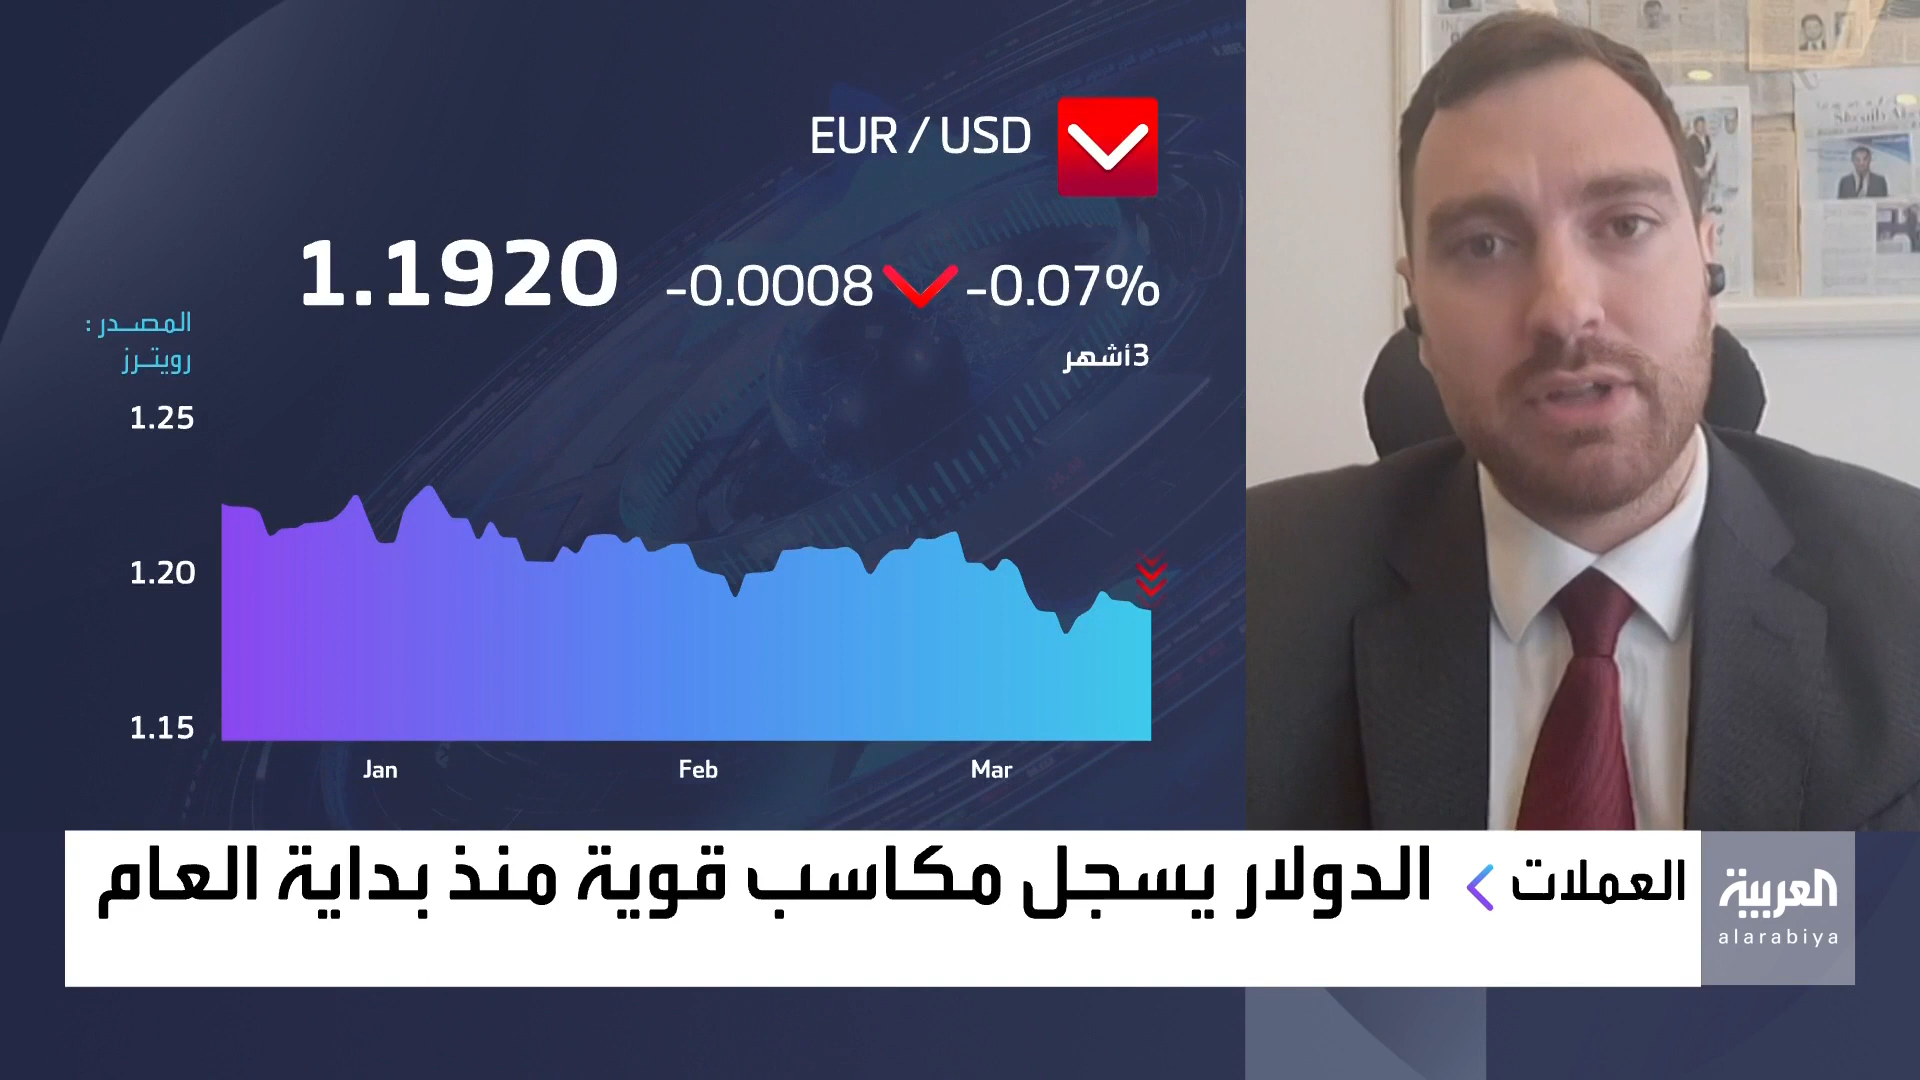 EUR / USD
1.1920 -0.0008 -0.07%
المصدر :
رويترز
3أشهر
1.25
1.20
1.15
Jan Feb Mar
العملات
الدولار يسجل مكاسب قوية منذ بداية العام
العربية
alarabiya